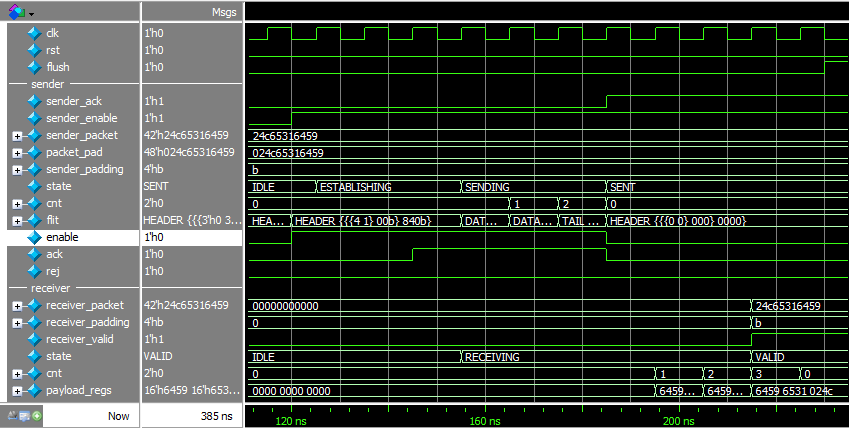 Msgs
clk 1'h0
rst 1'h0
flush 1'h0
sender
sender_ack 1'h1
sender_enable 1'h1
sender_packet 42'h24c65316459 24c65316459
packet_pad 48'h024c65316459 024c65316459
sender_padding 4'hb b
state SENT IDLE ESTABLISHING SENDING SENT
cnt 2'h0 0 1 2 0
flit HEADER {{{3'h0 3... HEA... HEADER {{{4 1} 00b} 840b} DAT... DATA... TAIL ... HEADER {{{0 0} 000} 0000}
enable 1'h0
ack 1'h0
rej 1'h0
receiver
receiver_packet 42'h24c65316459 00000000000 24c65316459
receiver_padding 4'hb 0 b
receiver_valid 1'h1
state VALID IDLE RECEIVING VALID
cnt 2'h0 0 1 2 3 0
payload_regs 16'h6459 16'h653... 0000 0000 0000 6459... 6459... 6459 6531 024c
Now 385 ns 120 ns 160 ns 200 ns